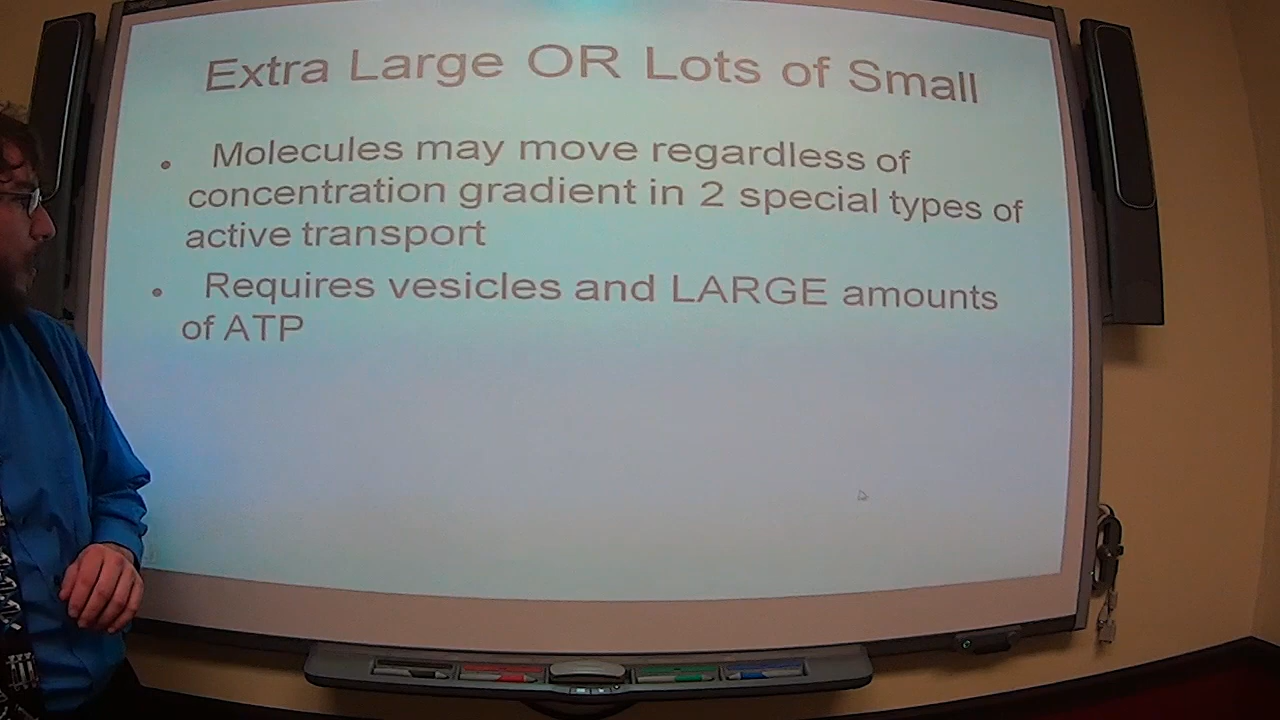 Extra Large OR Lots of Small
• Molecules may move regardless of
concentration gradient in 2 special types of
active transport
• Requires vesicles and LARGE amounts
of ATP